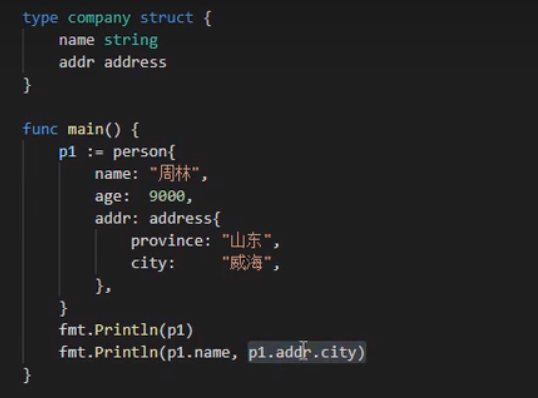 type company struct {
    name string
    addr address
}
func main() {
    p1 := person{
        name: "周林",
        age:  9000,
        addr: address{
            province: "山东",
            city:     "威海",
        },
    }
    fmt.Println(p1)
    fmt.Println(p1.name, p1.addr.city)
}